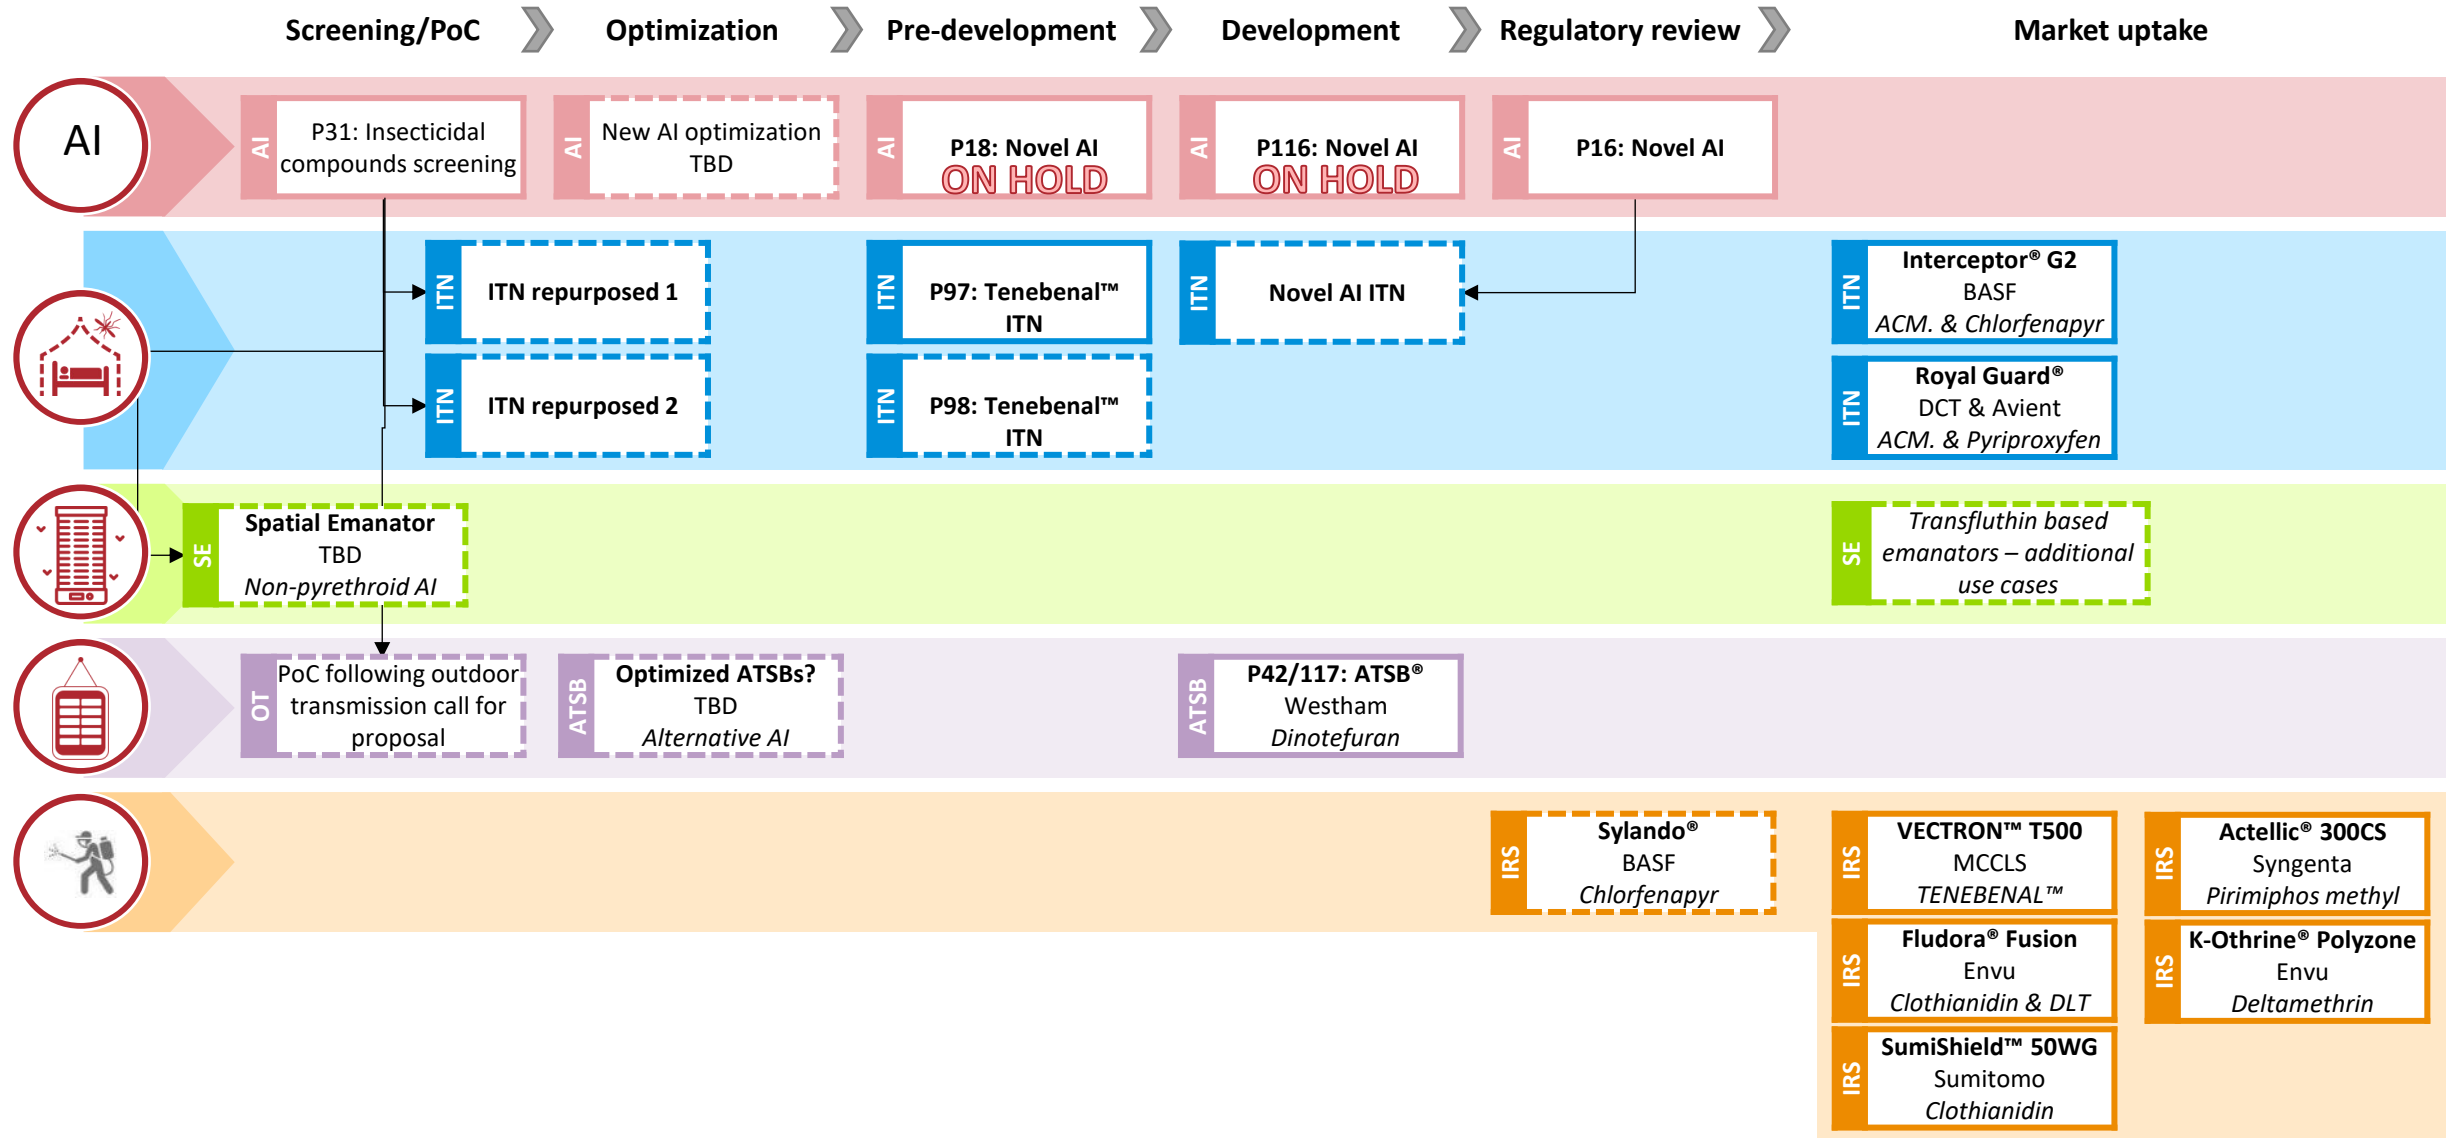 Screening/PoC
Optimization
Pre-development
Development
Regulatory review
Market uptake
AI
AI
P31: Insecticidal
compounds screening
AI
New AI optimization
TBD
AI
P18: Novel AI
ON HOLD
AI
P116: Novel AI
ON HOLD
AI
P16: Novel AI
ITN
ITN repurposed 1
ITN
P97: Tenebenal™
ITN
ITN
Novel AI ITN
ITN
Interceptor® G2
BASF
ACM. & Chlorfenapyr
ITN
ITN repurposed 2
ITN
P98: Tenebenal™
ITN
ITN
Royal Guard®
DCT & Avient
ACM. & Pyriproxyfen
SE
Spatial Emanator
TBD
Non-pyrethroid AI
SE
Transfluthin based
emanators – additional
use cases
OT
PoC following outdoor
transmission call for
proposal
ATSB
Optimized ATSBs?
TBD
Alternative AI
ATSB
P42/117: ATSB®
Westham
Dinotefuran
IRS
Sylando®
BASF
Chlorfenapyr
IRS
VECTRON™ T500
MCCLS
TENEBENAL™
IRS
Actellic® 300CS
Syngenta
Pirimiphos methyl
IRS
Fludora® Fusion
Envu
Clothianidin & DLT
IRS
K-Othrine® Polyzone
Envu
Deltamethrin
IRS
SumiShield™ 50WG
Sumitomo
Clothianidin